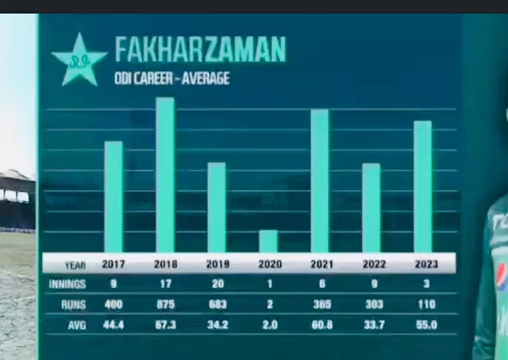 FAKHARZAMAN
ODI CAREER - AVERAGE
YEAR 2017 2018 2019 2020 2021 2022 2023
INNINGS 9 17 20 1 6 9 3
RUNS 400 875 683 2 365 303 110
AVG 44.4 67.3 34.2 2.0 60.8 33.7 55.0